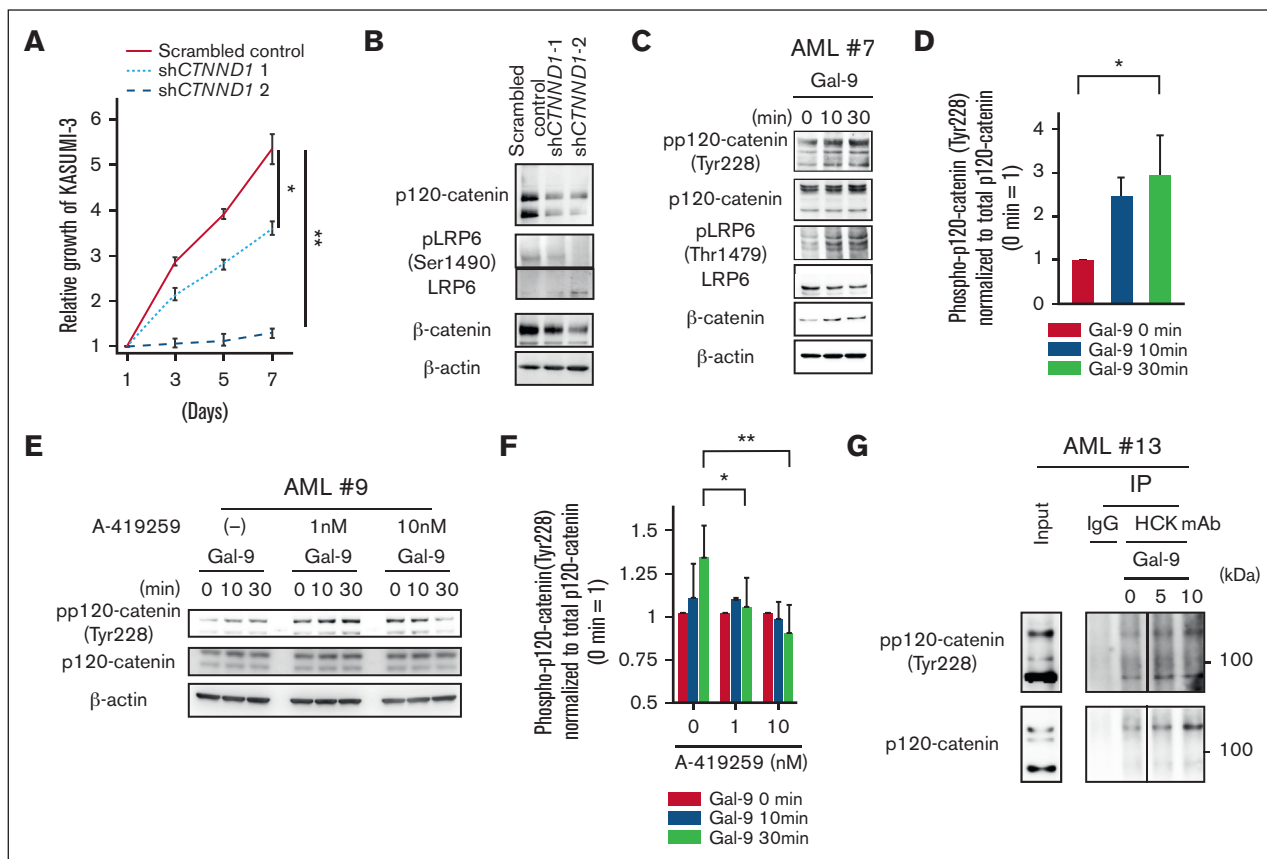 A
Scrambled control
shCTNND1 1
shCTNND1 2
Relative growth of KASUMI-3
6
5
4
3
2
1
*
**
1 3 5 7
(Days)
B
Scrambled
control
shCTNND1-1
shCTNND1-2
p120-catenin
pLRP6
(Ser1490)
LRP6
β-catenin
β-actin
C
AML #7
Gal-9
(min) 0 10 30
pp120-catenin
(Tyr228)
p120-catenin
pLRP6
(Thr1479)
LRP6
β-catenin
β-actin
D
Phospho-p120-catenin (Tyr228)
normalized to total p120-catenin
(0 min = 1)
*
4
3
2
1
0
Gal-9 0 min
Gal-9 10min
Gal-9 30min
E
AML #9
A-419259 (–) 1nM 10nM
Gal-9 Gal-9 Gal-9
(min) 0 10 30 0 10 30 0 10 30
pp120-catenin
(Tyr228)
p120-catenin
β-actin
F
Phospho-p120-catenin(Tyr228)
normalized to total p120-catenin
(0 min = 1)
**
*
1.5
1.25
1
0.75
0.5
0 1 10
A-419259 (nM)
Gal-9 0 min
Gal-9 10min
Gal-9 30min
G
AML #13
IP
Input
IgG HCK mAb
Gal-9
0 5 10
(kDa)
pp120-catenin
(Tyr228)
100
p120-catenin
100